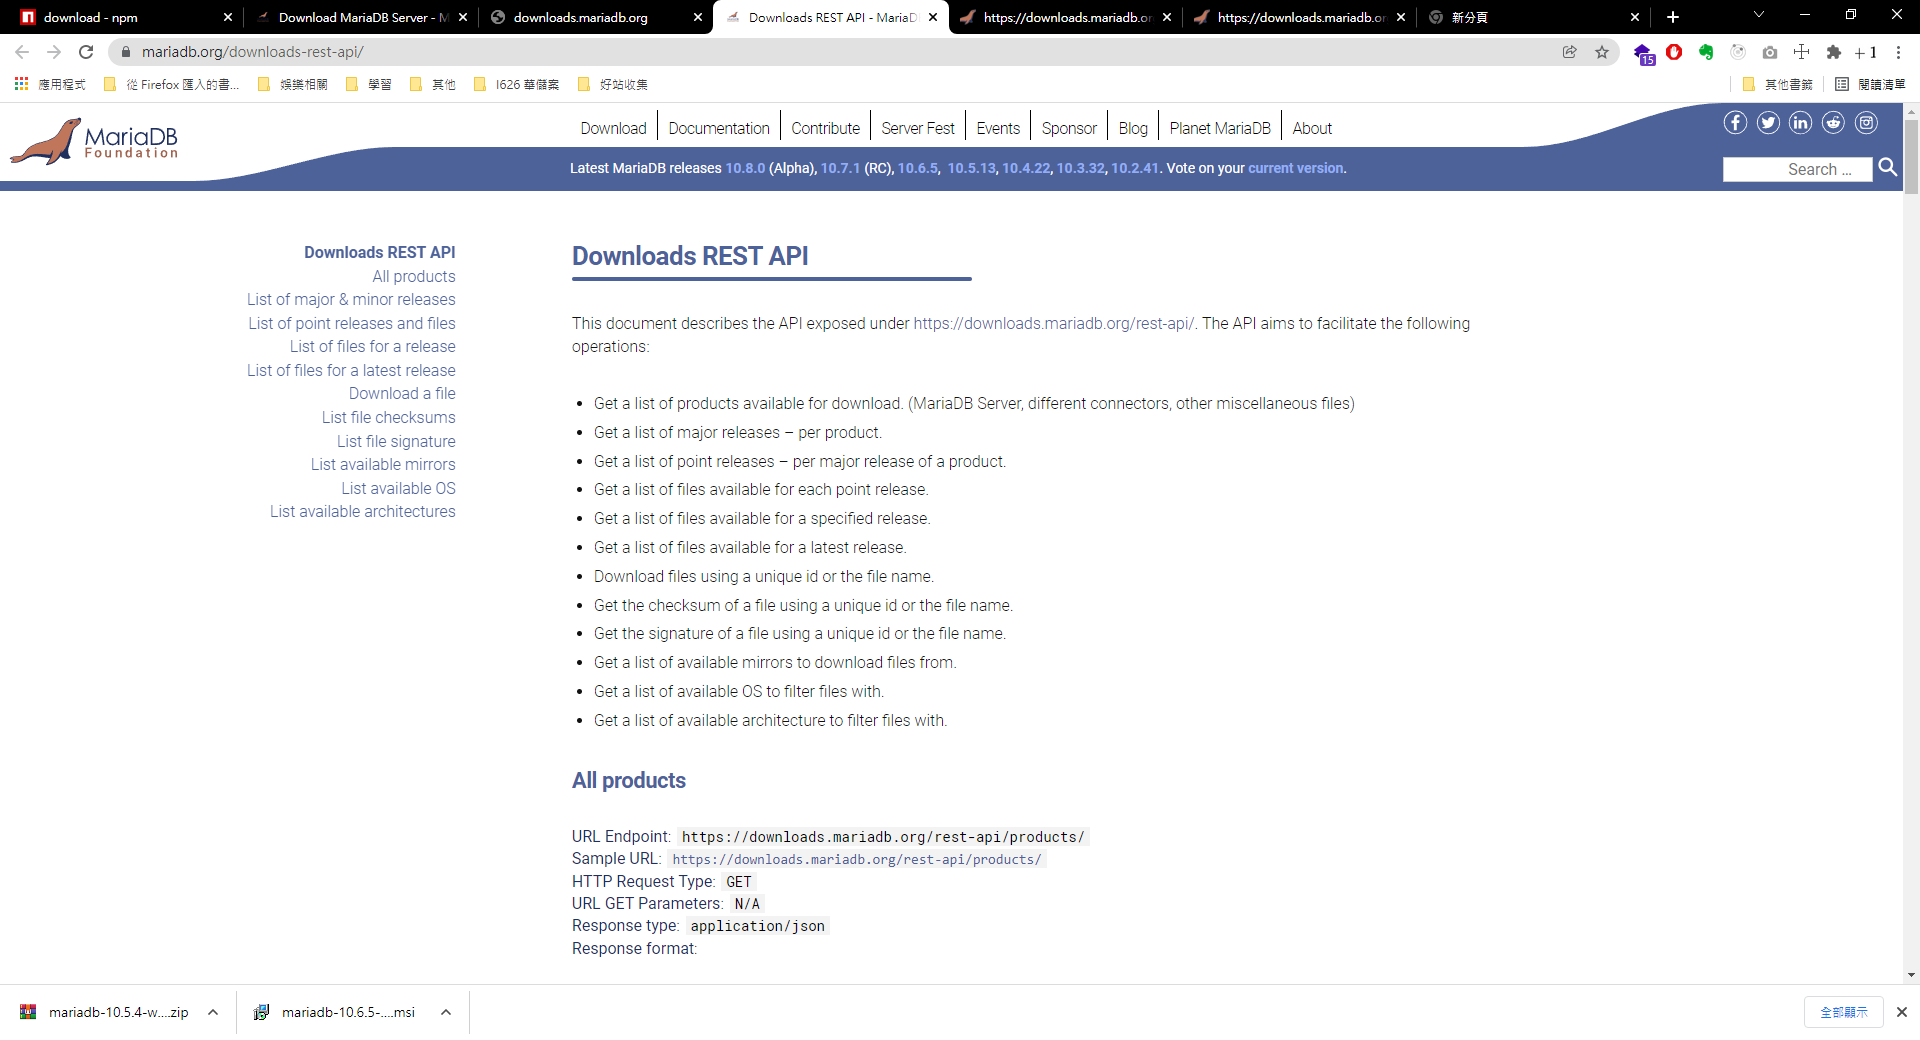 download - npm
Download MariaDB Server - M
downloads.mariadb.org
Downloads REST API - MariaD
https://downloads.mariadb.or
https://downloads.mariadb.or
新分頁
mariadb.org/downloads-rest-api/
15
+1
應用程式
從 Firefox 匯入的書...
娛樂相關
學習
其他
I626 華儲案
好站收集
其他書籤
閱讀清單
MariaDB
Foundation
Download
Documentation
Contribute
Server Fest
Events
Sponsor
Blog
Planet MariaDB
About
Latest MariaDB releases 10.8.0 (Alpha), 10.7.1 (RC), 10.6.5, 10.5.13, 10.4.22, 10.3.32, 10.2.41. Vote on your current version.
Search …
Downloads REST API
All products
List of major & minor releases
List of point releases and files
List of files for a release
List of files for a latest release
Download a file
List file checksums
List file signature
List available mirrors
List available OS
List available architectures
Downloads REST API
This document describes the API exposed under https://downloads.mariadb.org/rest-api/. The API aims to facilitate the following
operations:
• Get a list of products available for download. (MariaDB Server, different connectors, other miscellaneous files)
• Get a list of major releases – per product.
• Get a list of point releases – per major release of a product.
• Get a list of files available for each point release.
• Get a list of files available for a specified release.
• Get a list of files available for a latest release.
• Download files using a unique id or the file name.
• Get the checksum of a file using a unique id or the file name.
• Get the signature of a file using a unique id or the file name.
• Get a list of available mirrors to download files from.
• Get a list of available OS to filter files with.
• Get a list of available architecture to filter files with.
All products
URL Endpoint: https://downloads.mariadb.org/rest-api/products/
Sample URL: https://downloads.mariadb.org/rest-api/products/
HTTP Request Type: GET
URL GET Parameters: N/A
Response type: application/json
Response format:
mariadb-10.5.4-w....zip
mariadb-10.6.5-....msi
全部顯示